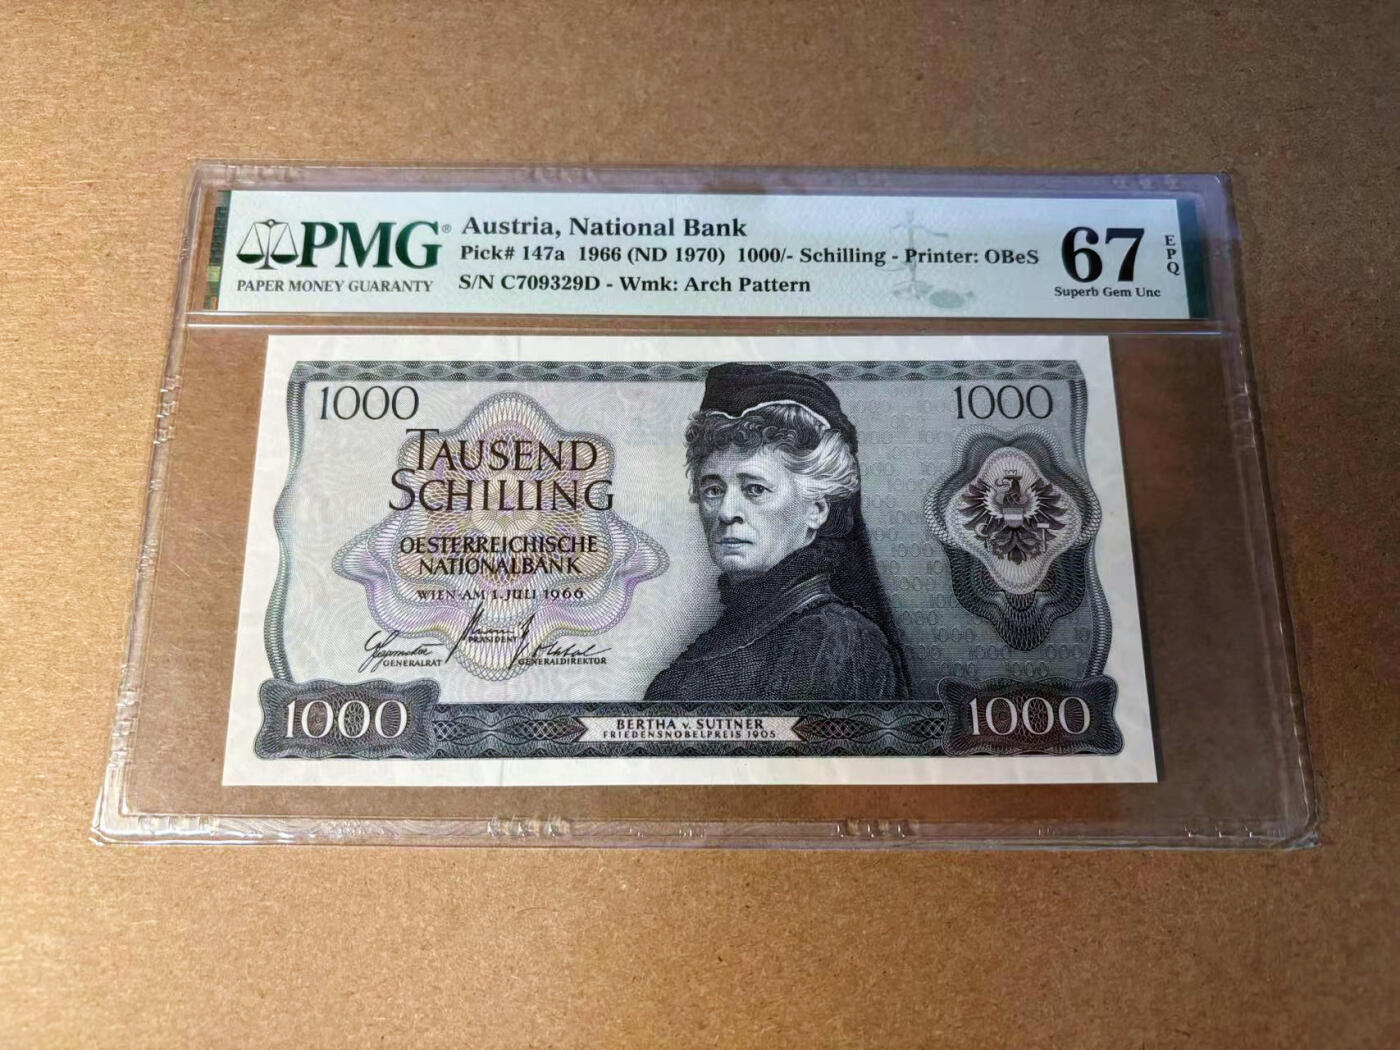 PMG®
PAPER MONEY GUARANTY
Austria, National Bank
Pick# 147a 1966 (ND 1970) 1000/- Schilling - Printer: OBeS
S/N C709329D - Wmk: Arch Pattern
67
EPQ
Superb Gem Unc
1000
1000
TAUSEND
SCHILLING
OESTERREICHISCHE
NATIONALBANK
WIEN·AM 1. JULI 1966
PRÄSIDENT
GENERALRAT
GENERALDIREKTOR
1000
1000
BERTHA v. SUTTNER
FRIEDENSNOBELPREIS 1905